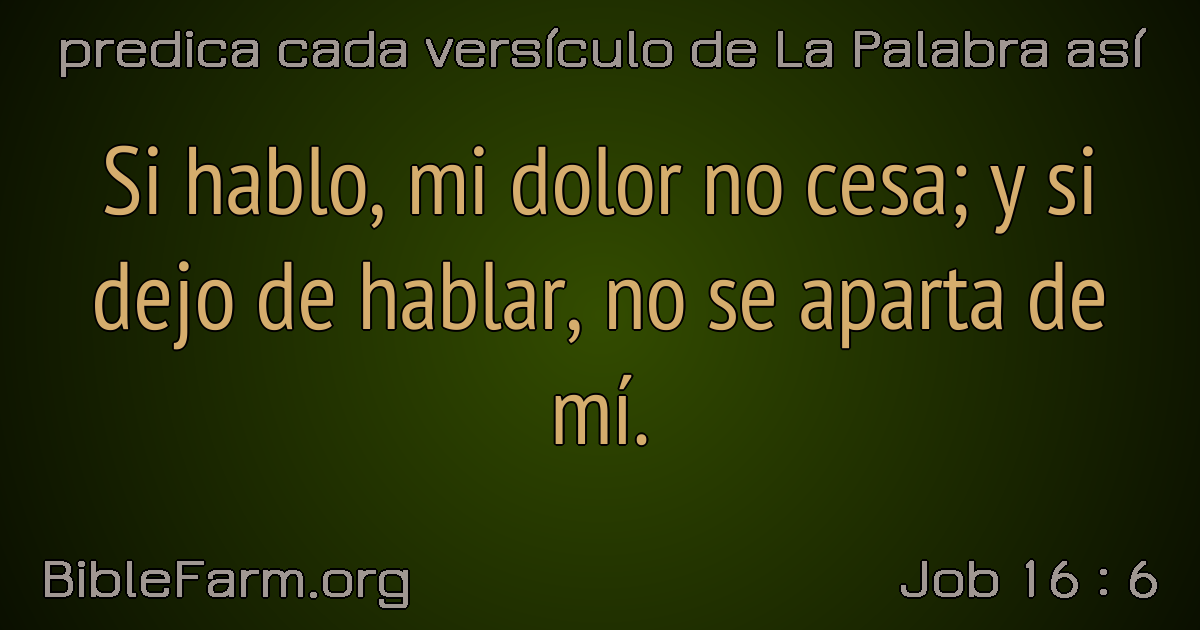 predica cada versículo de La Palabra así
Si hablo, mi dolor no cesa; y si
dejo de hablar, no se aparta de
mí.
BibleFarm.org
Job 16 : 6